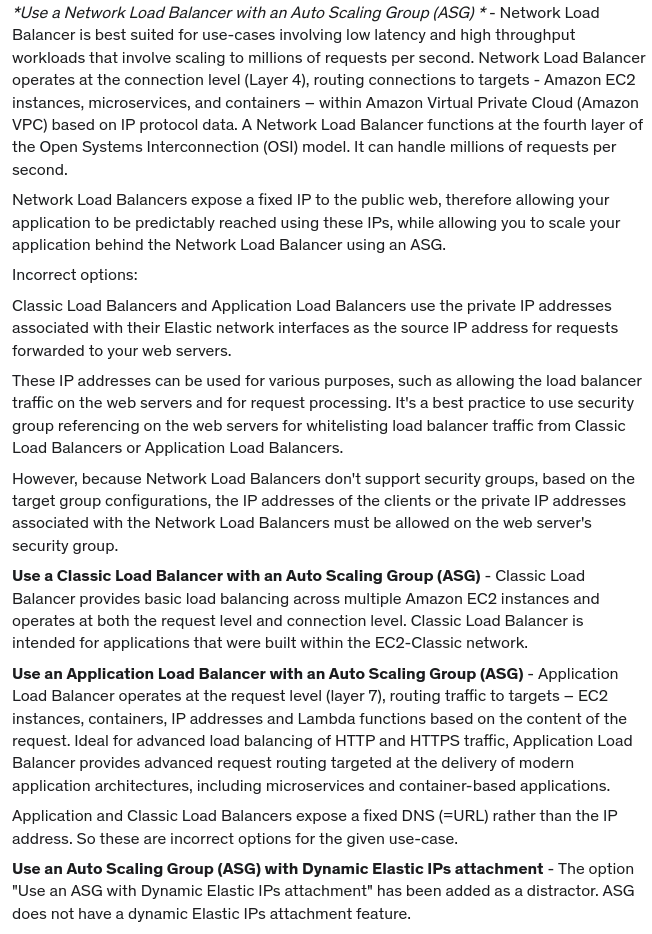 *Use a Network Load Balancer with an Auto Scaling Group (ASG) * - Network Load
Balancer is best suited for use-cases involving low latency and high throughput
workloads that involve scaling to millions of requests per second. Network Load Balancer
operates at the connection level (Layer 4), routing connections to targets - Amazon EC2
instances, microservices, and containers – within Amazon Virtual Private Cloud (Amazon
VPC) based on IP protocol data. A Network Load Balancer functions at the fourth layer of
the Open Systems Interconnection (OSI) model. It can handle millions of requests per
second.
Network Load Balancers expose a fixed IP to the public web, therefore allowing your
application to be predictably reached using these IPs, while allowing you to scale your
application behind the Network Load Balancer using an ASG.
Incorrect options:
Classic Load Balancers and Application Load Balancers use the private IP addresses
associated with their Elastic network interfaces as the source IP address for requests
forwarded to your web servers.
These IP addresses can be used for various purposes, such as allowing the load balancer
traffic on the web servers and for request processing. It's a best practice to use security
group referencing on the web servers for whitelisting load balancer traffic from Classic
Load Balancers or Application Load Balancers.
However, because Network Load Balancers don't support security groups, based on the
target group configurations, the IP addresses of the clients or the private IP addresses
associated with the Network Load Balancers must be allowed on the web server's
security group.
Use a Classic Load Balancer with an Auto Scaling Group (ASG) - Classic Load
Balancer provides basic load balancing across multiple Amazon EC2 instances and
operates at both the request level and connection level. Classic Load Balancer is
intended for applications that were built within the EC2-Classic network.
Use an Application Load Balancer with an Auto Scaling Group (ASG) - Application
Load Balancer operates at the request level (layer 7), routing traffic to targets – EC2
instances, containers, IP addresses and Lambda functions based on the content of the
request. Ideal for advanced load balancing of HTTP and HTTPS traffic, Application Load
Balancer provides advanced request routing targeted at the delivery of modern
application architectures, including microservices and container-based applications.
Application and Classic Load Balancers expose a fixed DNS (=URL) rather than the IP
address. So these are incorrect options for the given use-case.
Use an Auto Scaling Group (ASG) with Dynamic Elastic IPs attachment - The option
"Use an ASG with Dynamic Elastic IPs attachment" has been added as a distractor. ASG
does not have a dynamic Elastic IPs attachment feature.